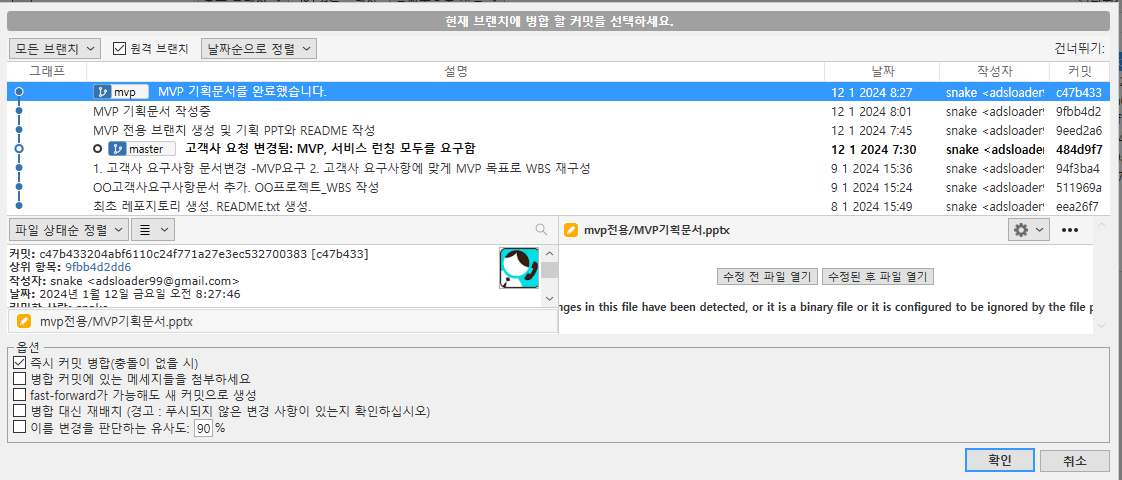 현재 브랜치에 병합 할 커밋을 선택하세요.
모든 브랜치 원격 브랜치 날짜순으로 정렬 건너뛰기:
그래프 설명 날짜 작성자 커밋
mvp MVP 기획문서를 완료했습니다. 12 1 2024 8:27 snake <adsloader9 c47b433
MVP 기획문서 작성중 12 1 2024 8:01 snake <adsloader9 9fbb4d2
MVP 전용 브랜치 생성 및 기획 PPT와 README 작성 12 1 2024 7:45 snake <adsloader9 9eed2a6
master 고객사 요청 변경됨: MVP, 서비스 런칭 모두를 요구함 12 1 2024 7:30 snake <adsloader 484d9f7
1. 고객사 요구사항 문서변경 -MVP요구 2. 고객사 요구사항에 맞게 MVP 목표로 WBS 재구성 9 1 2024 15:36 snake <adsloader9 94f3ba4
OO고객사요구사항문서 추가. OO프로젝트_WBS 작성 9 1 2024 15:24 snake <adsloader9 511969a
최초 레포지토리 생성. README.txt 생성. 8 1 2024 15:49 snake <adsloader9 eea26f7
파일 상태순 정렬
mvp전용/MVP기획문서.pptx
커밋: c47b433204abf6110c24f771a27e3ec532700383 [c47b433]
상위 항목: 9fbb4d2dd6
작성자: snake <adsloader99@gmail.com>
날짜: 2024년 1월 12일 금요일 오전 8:27:46
mvp전용/MVP기획문서.pptx
수정 전 파일 열기 수정된 후 파일 열기
nges in this file have been detected, or it is a binary file or it is configured to be ignored by the file p
옵션
즉시 커밋 병합(충돌이 없을 시)
병합 커밋에 있는 메세지들을 첨부하세요
fast-forward가 가능해도 새 커밋으로 생성
병합 대신 재배치 (경고 : 푸시되지 않은 변경 사항이 있는지 확인하십시오)
이름 변경을 판단하는 유사도: 90 %
확인 취소